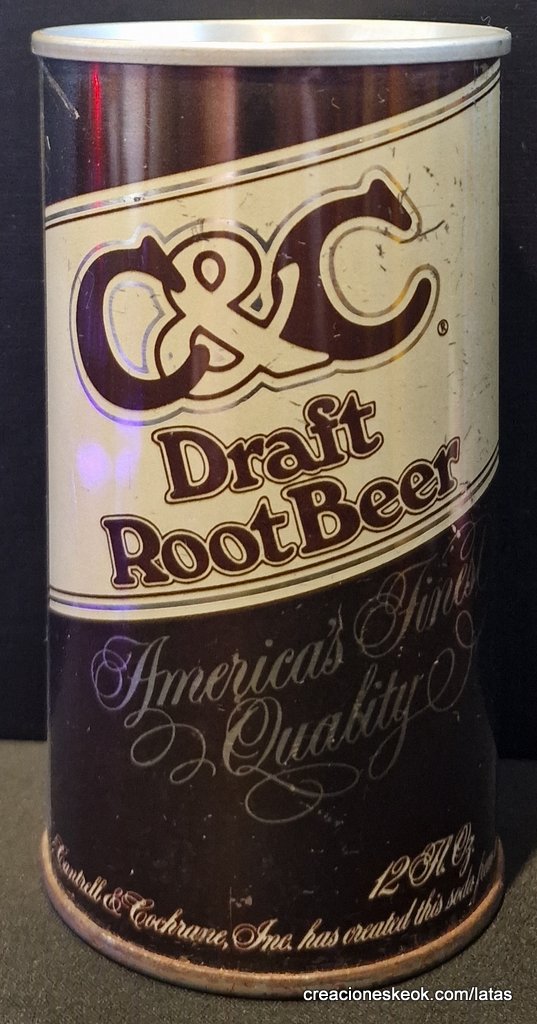 C&C®
Draft
Root Beer
America's Finest
Quality
12 Fl. Oz.
Cantrell & Cochrane, Inc. has created this soda
creacioneskeok.com/latas